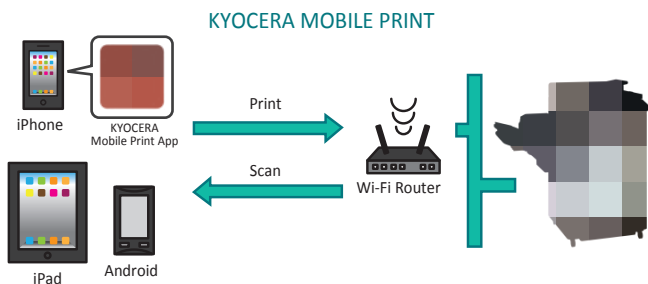 KYOCERA MOBILE PRINT
iPhone
KYOCERA
Mobile Print App
Print
Scan
Wi-Fi Router
iPad
Android